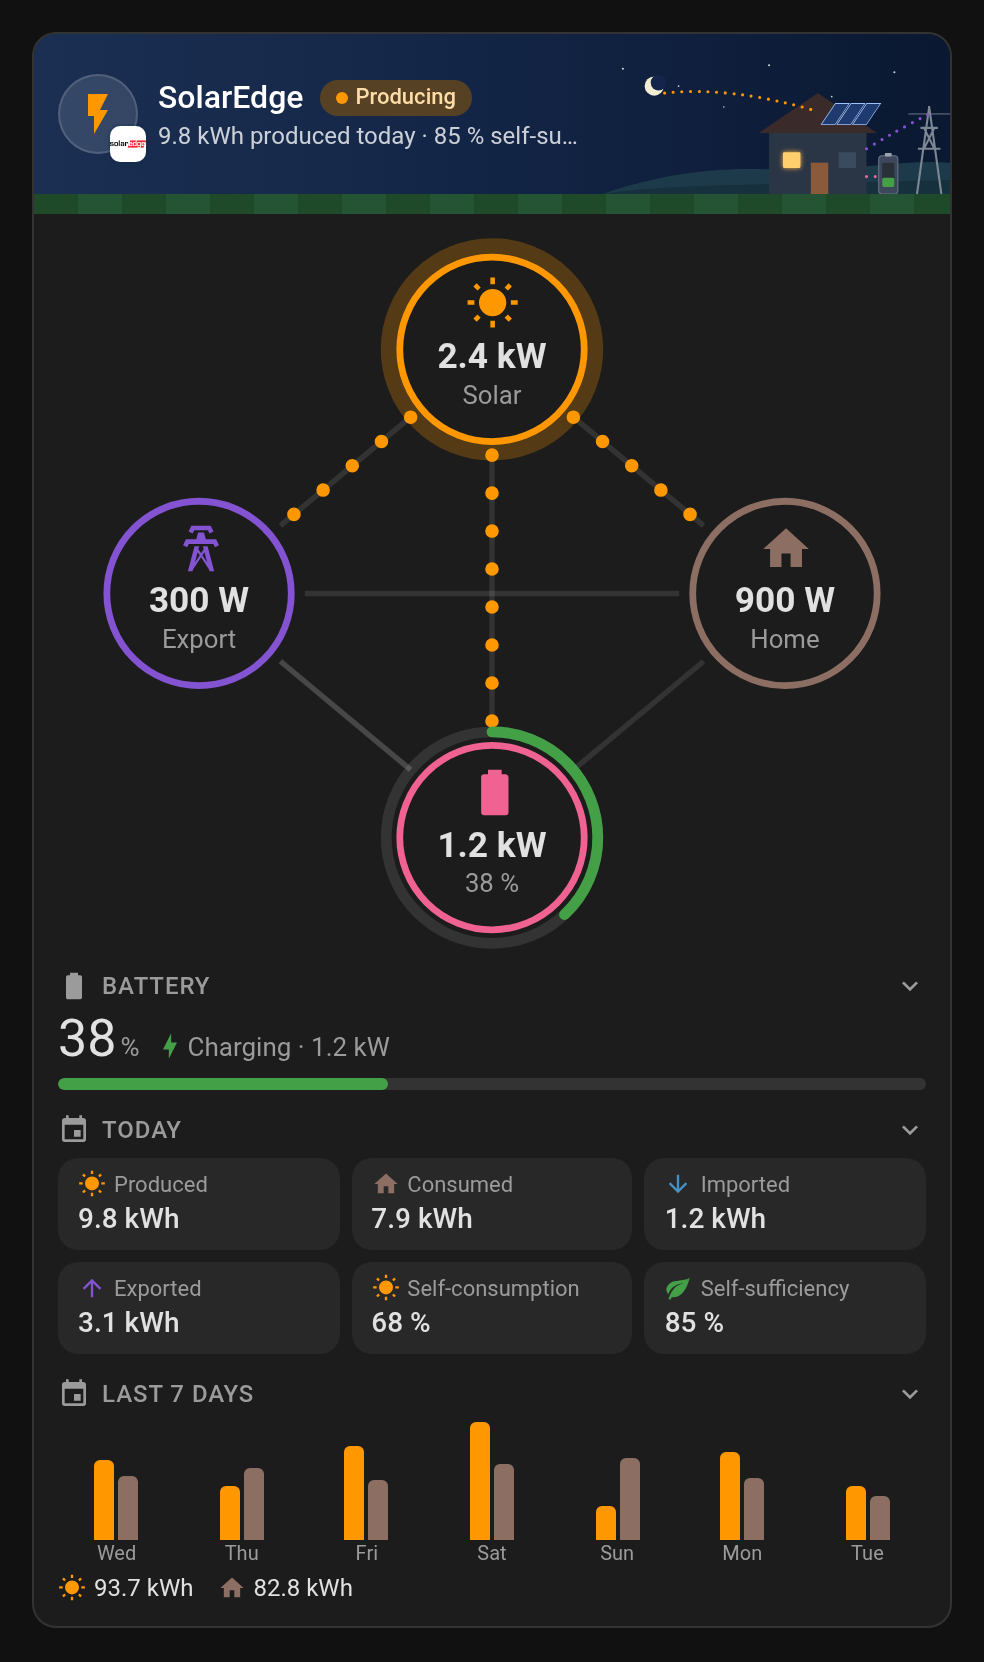 SolarEdge
Producing
solaredge
9.8 kWh produced today · 85 % self-su...
2.4 kW
Solar
300 W
Export
900 W
Home
1.2 kW
38 %
BATTERY
38 % Charging · 1.2 kW
TODAY
Produced
9.8 kWh
Consumed
7.9 kWh
Imported
1.2 kWh
Exported
3.1 kWh
Self-consumption
68 %
Self-sufficiency
85 %
LAST 7 DAYS
Wed Thu Fri Sat Sun Mon Tue
93.7 kWh 82.8 kWh